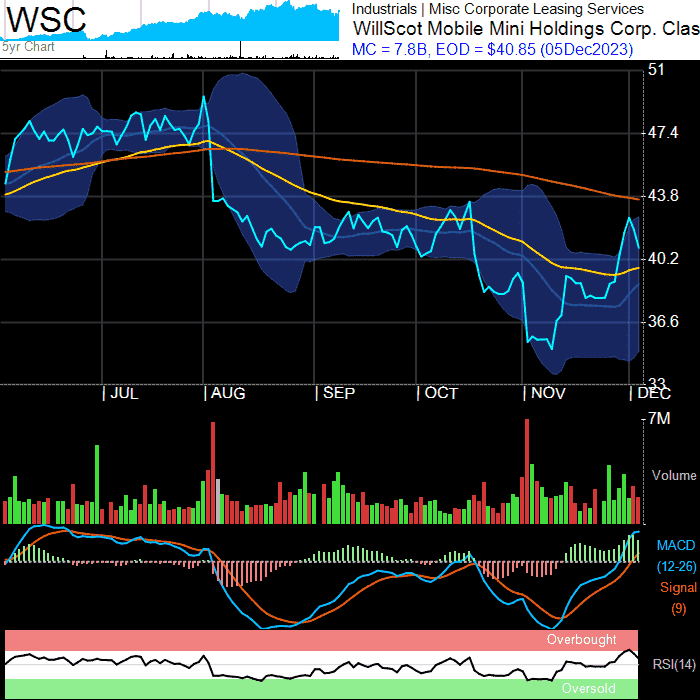 WSC
5yr Chart
Industrials | Misc Corporate Leasing Services
WillScot Mobile Mini Holdings Corp. Clas
MC = 7.8B, EOD = $40.85 (05Dec2023)
51
47.4
43.8
40.2
36.6
33
| JUL | AUG | SEP | OCT | NOV | DEC
7M
Volume
MACD
(12-26)
Signal
(9)
Overbought
RSI(14)
Oversold